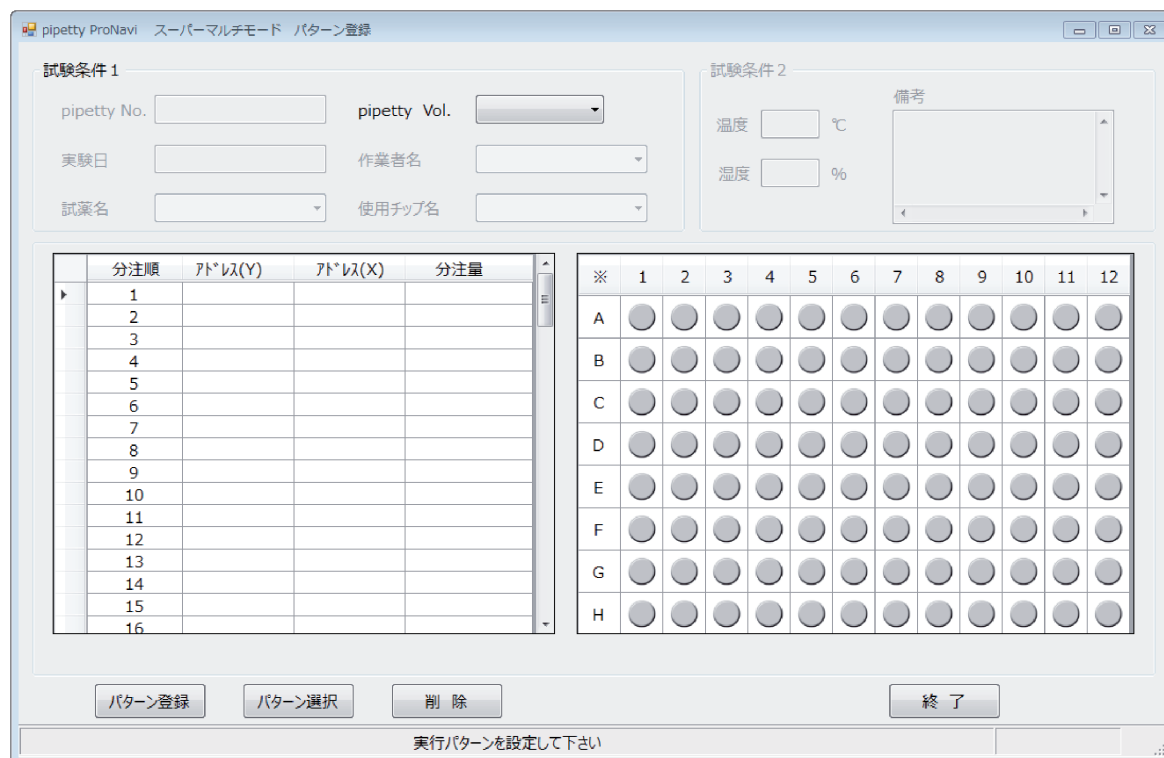 pipetty ProNavi スーパーマルチモード パターン登録
試験条件1
pipetty No.
pipetty Vol.
実験日
作業者名
試薬名
使用チップ名
試験条件2
温度 ℃
湿度 %
備考
分注順 アドレス(Y) アドレス(X) 分注量
1
2
3
4
5
6
7
8
9
10
11
12
13
14
15
16
※ 1 2 3 4 5 6 7 8 9 10 11 12
A
B
C
D
E
F
G
H
パターン登録 パターン選択 削 除 終 了
実行パターンを設定して下さい